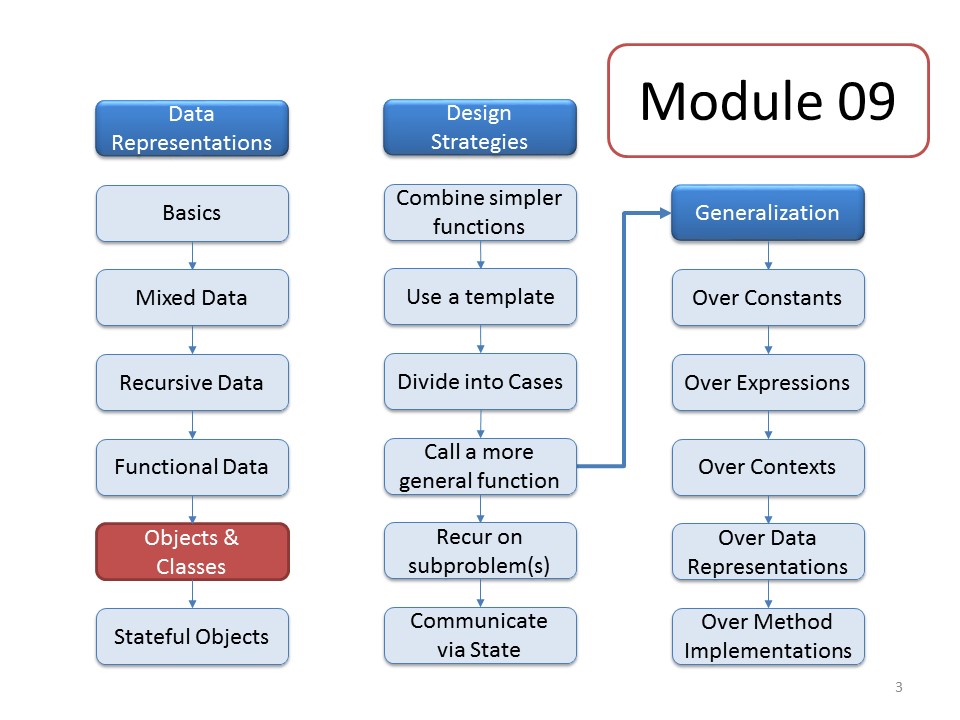 Module 09
Data
Representations
Basics
Mixed Data
Recursive Data
Functional Data
Objects &
Classes
Stateful Objects
Design
Strategies
Combine simpler
functions
Use a template
Divide into Cases
Call a more
general function
Recur on
subproblem(s)
Communicate
via State
Generalization
Over Constants
Over Expressions
Over Contexts
Over Data
Representations
Over Method
Implementations
3